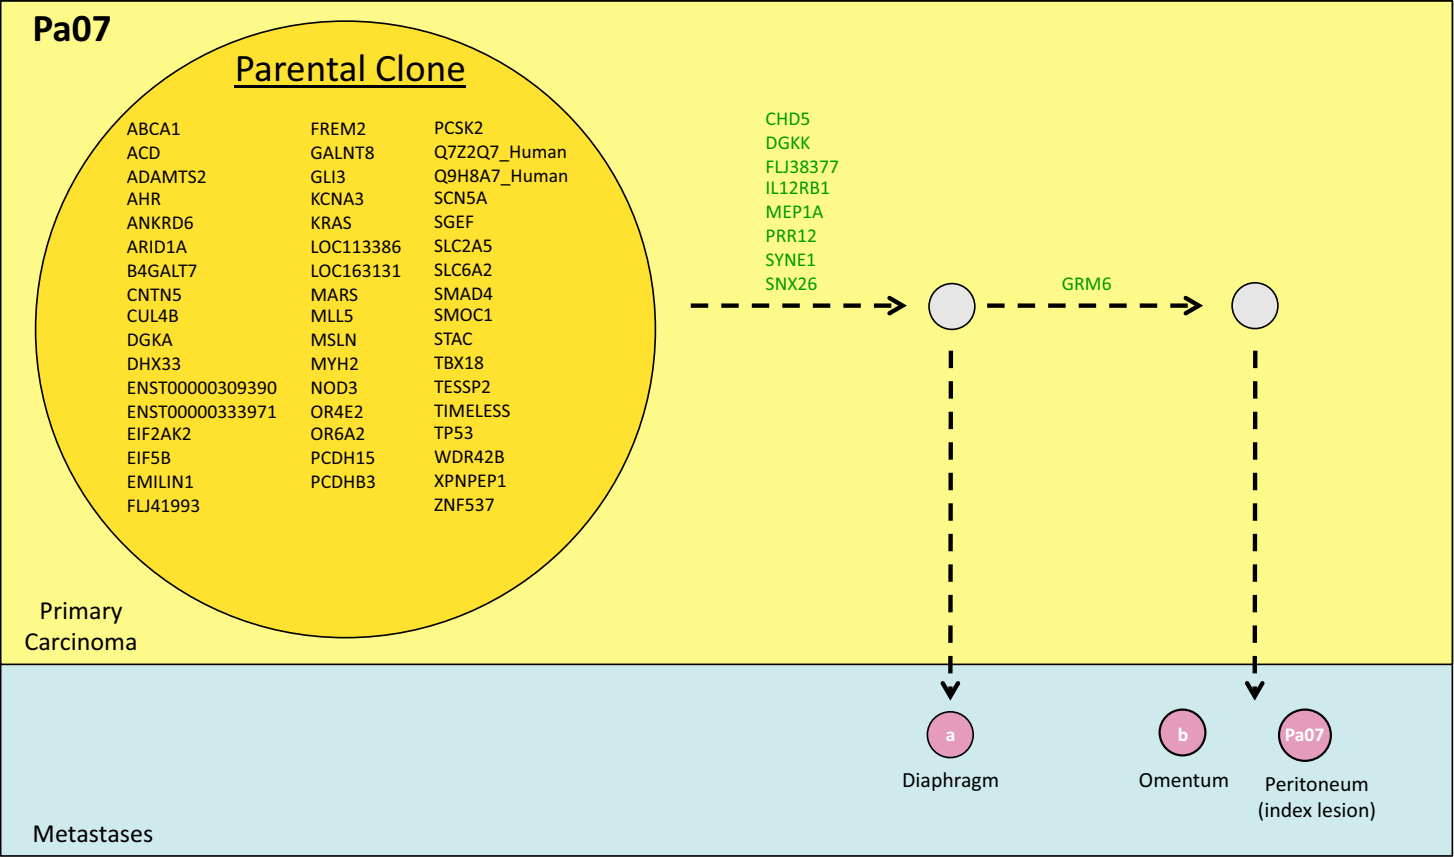 Pa07
Parental Clone
ABCA1
ACD
ADAMTS2
AHR
ANKRD6
ARID1A
B4GALT7
CNTN5
CUL4B
DGKA
DHX33
ENST00000309390
ENST00000333971
EIF2AK2
EIF5B
EMILIN1
FLJ41993
FREM2
GALNT8
GLI3
KCNA3
KRAS
LOC113386
LOC163131
MARS
MLL5
MSLN
MYH2
NOD3
OR4E2
OR6A2
PCDH15
PCDHB3
PCSK2
Q7Z2Q7_Human
Q9H8A7_Human
SCN5A
SGEF
SLC2A5
SLC6A2
SMAD4
SMOC1
STAC
TBX18
TESSP2
TIMELESS
TP53
WDR42B
XPNPEP1
ZNF537
CHD5
DGKK
FLJ38377
IL12RB1
MEP1A
PRR12
SYNE1
SNX26
GRM6
Primary
Carcinoma
a
Diaphragm
b
Omentum
Pa07
Peritoneum
(index lesion)
Metastases